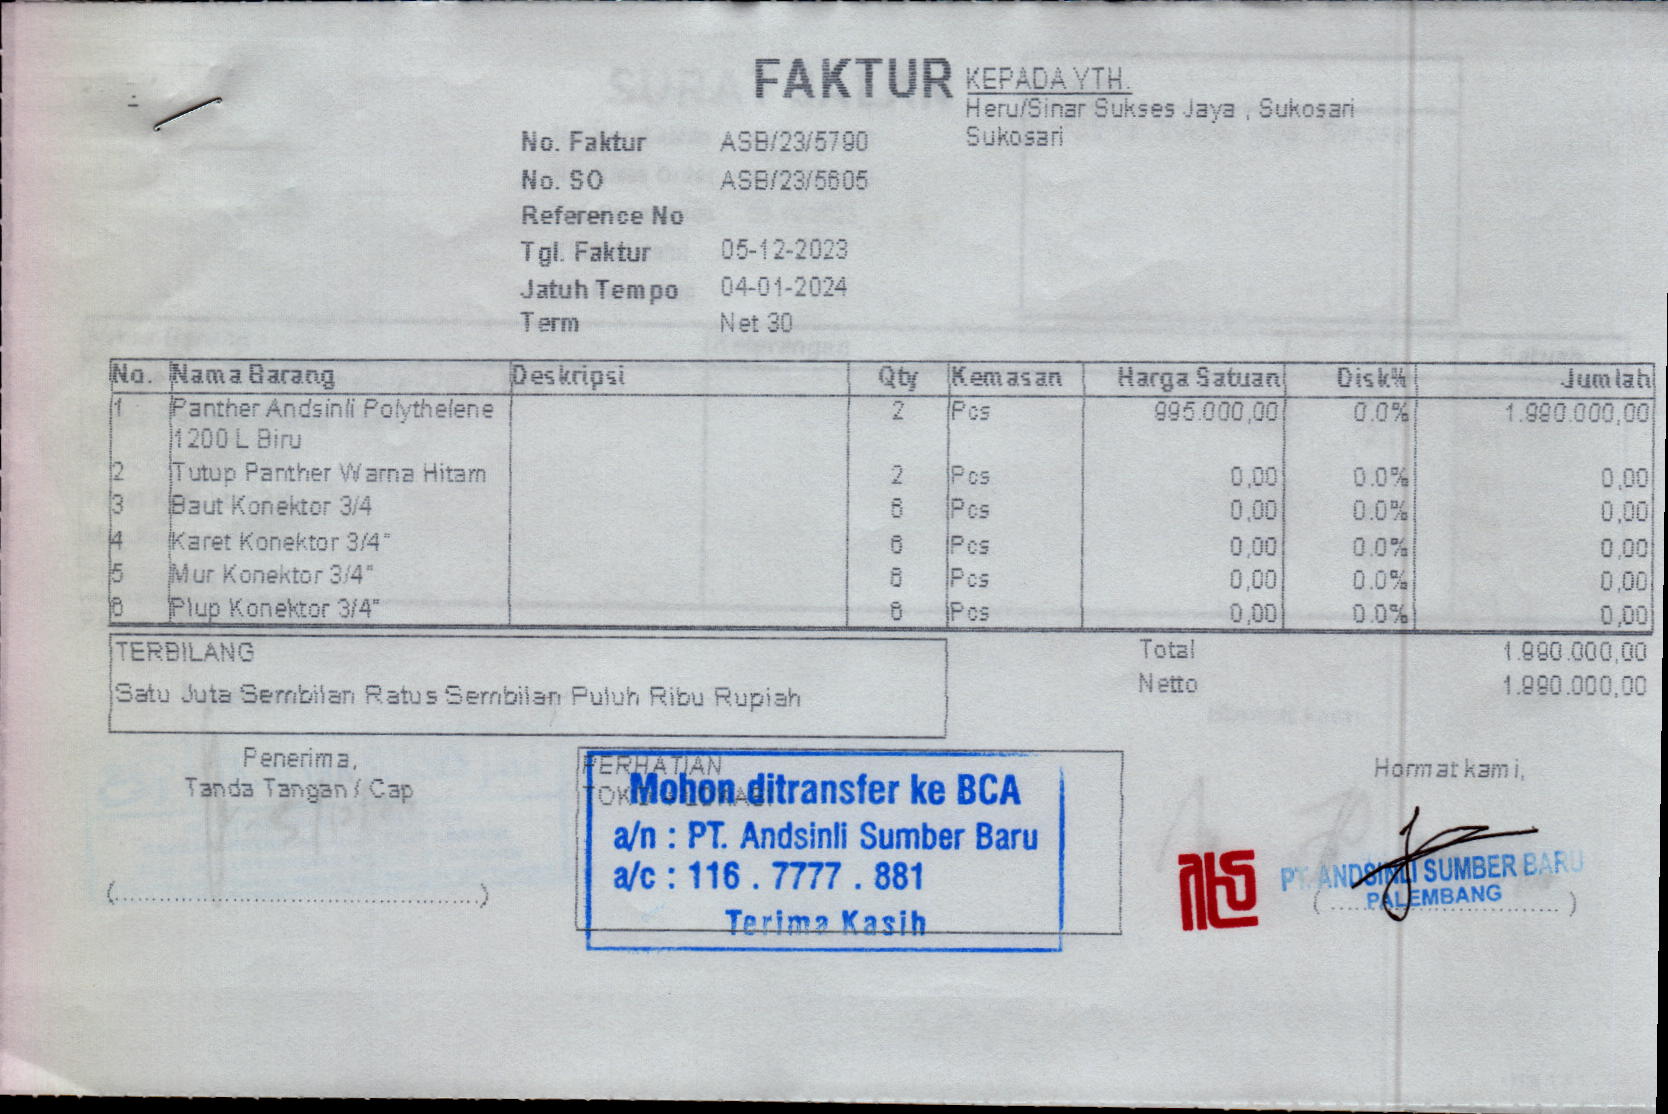 FAKTUR
KEPADA YTH.
Heru/Sinar Sukses Jaya , Sukosari
Sukosari
No. Faktur ASB/23/5790
No. SO ASB/23/5605
Reference No
Tgl. Faktur 05-12-2023
Jatuh Tempo 04-01-2024
Term Net 30
No. Nama Barang Deskripsi Qty Kemasan Harga Satuan Disk% Jumlah
1 Panther Andsinli Polythelene 2 Pcs 995.000,00 0.0% 1.990.000,00
1200 L Biru
2 Tutup Panther Warna Hitam 2 Pcs 0,00 0.0% 0,00
3 Baut Konektor 3/4 6 Pcs 0,00 0.0% 0,00
4 Karet Konektor 3/4" 6 Pcs 0,00 0.0% 0,00
5 Mur Konektor 3/4" 6 Pcs 0,00 0.0% 0,00
6 Plup Konektor 3/4" 6 Pcs 0,00 0.0% 0,00
TERBILANG
Satu Juta Sembilan Ratus Sembilan Puluh Ribu Rupiah
Total 1.990.000,00
Netto 1.990.000,00
Penerima,
Tanda Tangan / Cap
(..................................................)
PERHATIAN
Mohon ditransfer ke BCA
a/n : PT. Andsinli Sumber Baru
a/c : 116 . 7777 . 881
Terima Kasih
Hormat kami,
PT. ANDSINLI SUMBER BARU
PALEMBANG
(..................................)